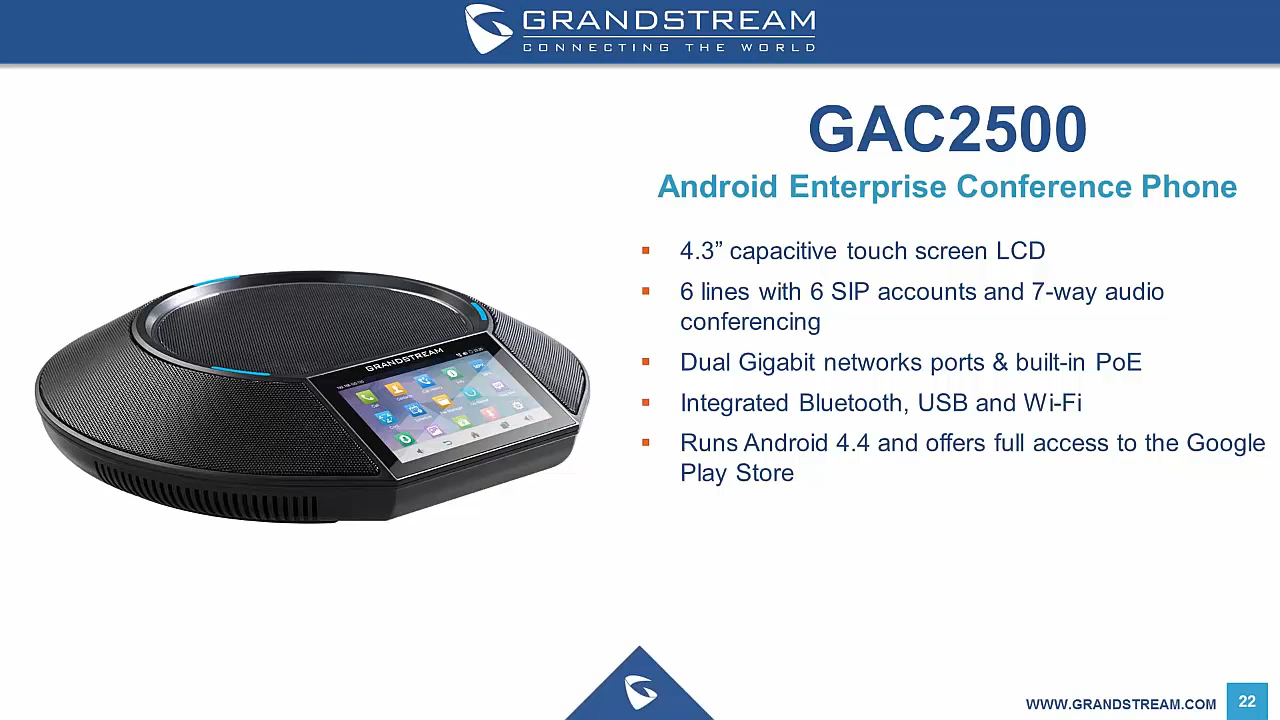 GRANDSTREAM
CONNECTING THE WORLD
GAC2500
Android Enterprise Conference Phone
▪ 4.3” capacitive touch screen LCD
▪ 6 lines with 6 SIP accounts and 7-way audio
conferencing
▪ Dual Gigabit networks ports & built-in PoE
▪ Integrated Bluetooth, USB and Wi-Fi
▪ Runs Android 4.4 and offers full access to the Google
Play Store
GRANDSTREAM
WWW.GRANDSTREAM.COM
22